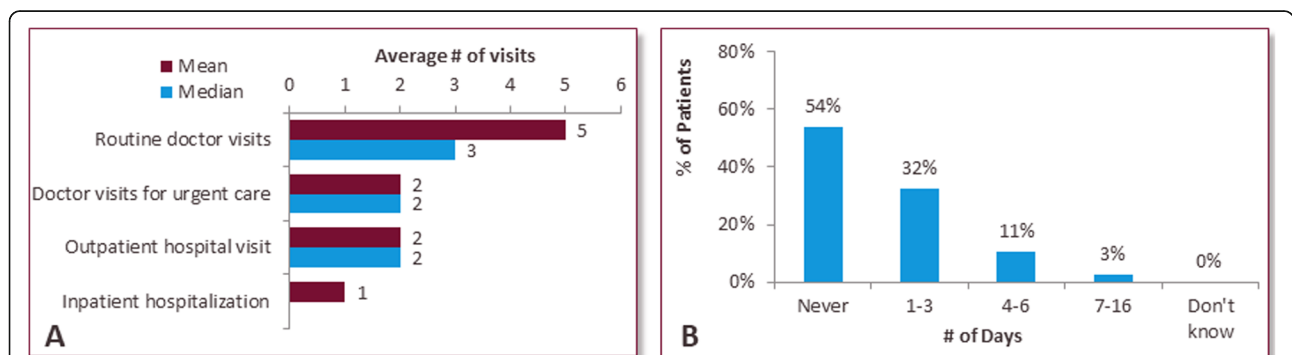 Average # of visits
Mean
Median
0 1 2 3 4 5 6
Routine doctor visits
5
3
Doctor visits for urgent care
2
2
Outpatient hospital visit
2
2
Inpatient hospitalization
1
A
80%
60%
40%
20%
0%
% of Patients
54%
32%
11%
3%
0%
Never 1-3 4-6 7-16 Don't
know
# of Days
B